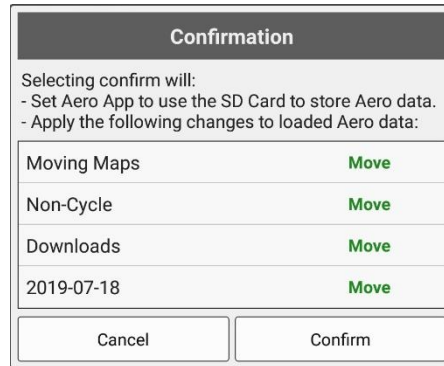 Confirmation
Selecting confirm will:
- Set Aero App to use the SD Card to store Aero data.
- Apply the following changes to loaded Aero data:
Moving Maps Move
Non-Cycle Move
Downloads Move
2019-07-18 Move
Cancel Confirm